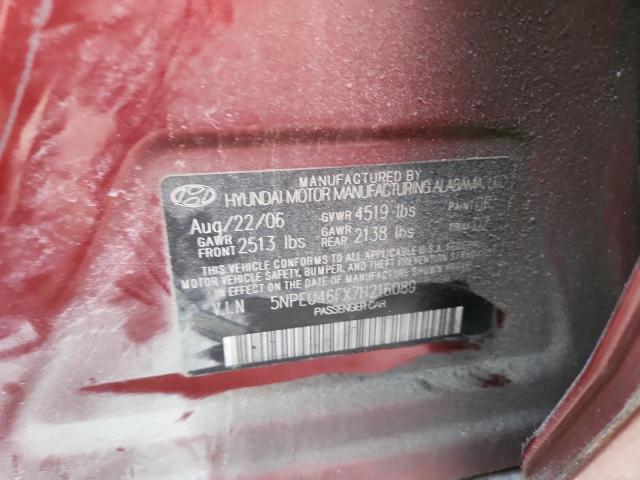 MANUFACTURED BY
HYUNDAI MOTOR MANUFACTURING ALABAMA, LLC
Aug/22/06 GVWR 4519 lbs PAINT
GAWR FRONT 2513 lbs GAWR REAR 2138 lbs TRIM
THIS VEHICLE CONFORMS TO ALL APPLICABLE U.S.A FEDERAL
MOTOR VEHICLE SAFETY, BUMPER, AND THEFT PREVENTION
STANDARDS IN EFFECT ON THE DATE OF MANUFACTURE SHOWN ABOVE.
V.I.N 5NPEU46FX7H216089
PASSENGER CAR